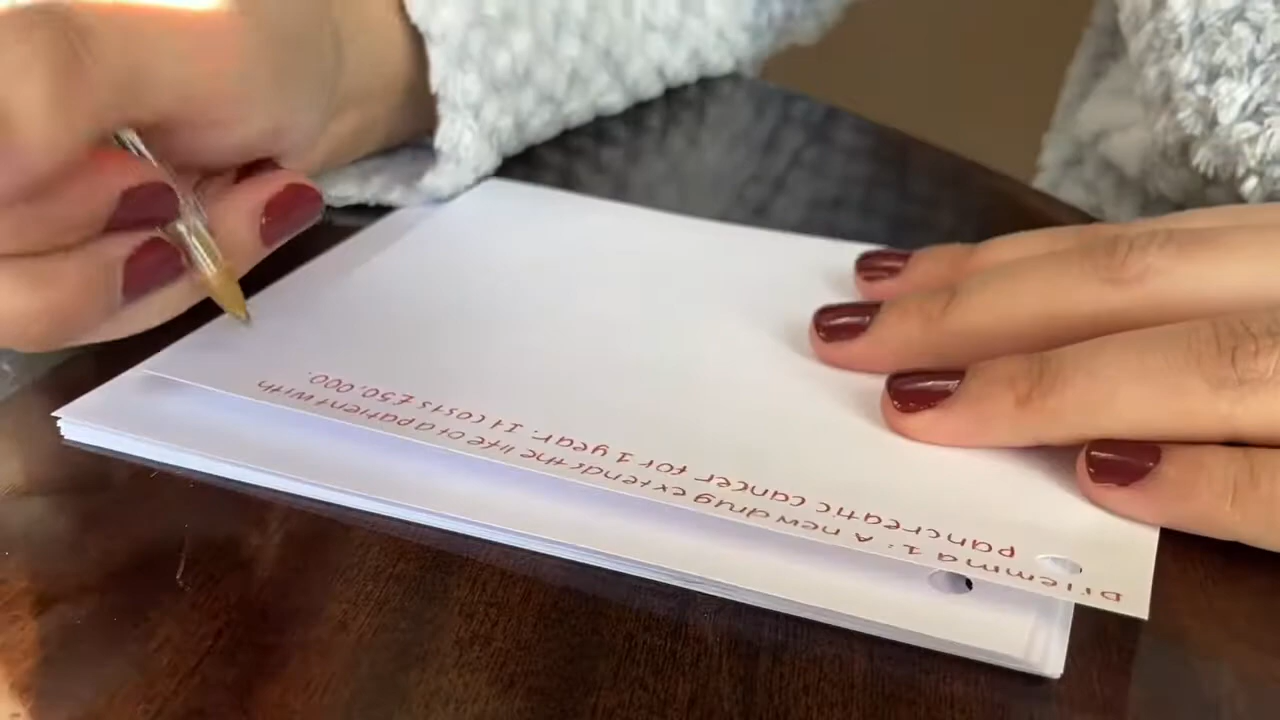 Dilemma 1: A new drug extends the life of a patient with
pancreatic cancer for 1 year. It costs £50,000.